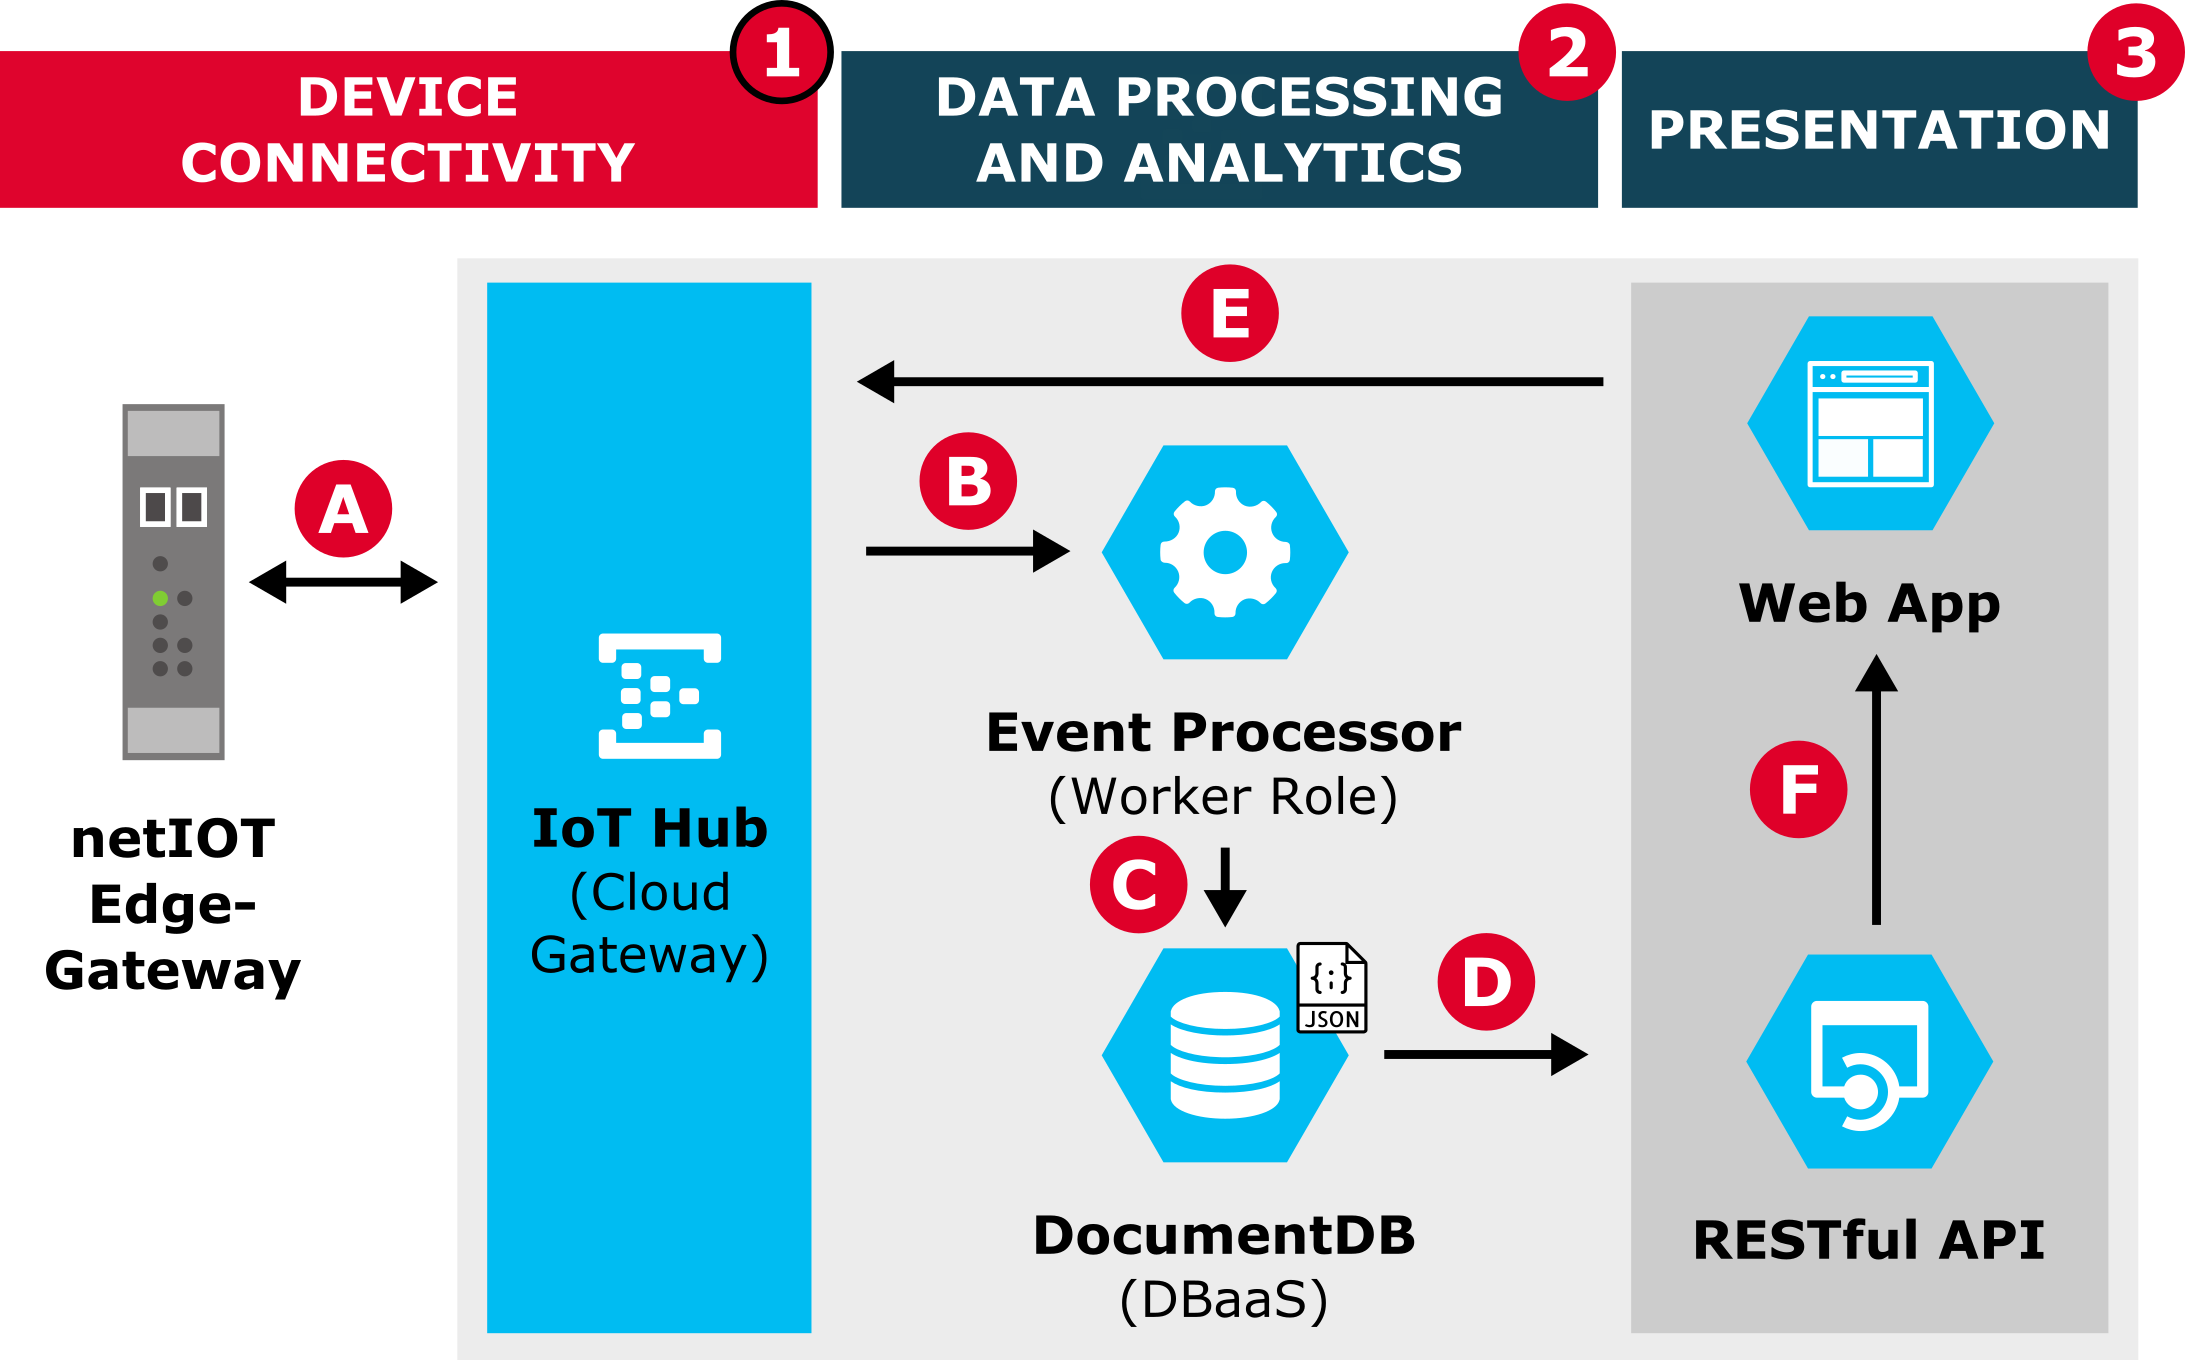 DEVICE
CONNECTIVITY
1
DATA PROCESSING
AND ANALYTICS
2
PRESENTATION
3
A
netIOT
Edge-
Gateway
IoT Hub
(Cloud
Gateway)
E
B
Event Processor
(Worker Role)
C
{;}
JSON
D
DocumentDB
(DBaaS)
Web App
F
RESTful API